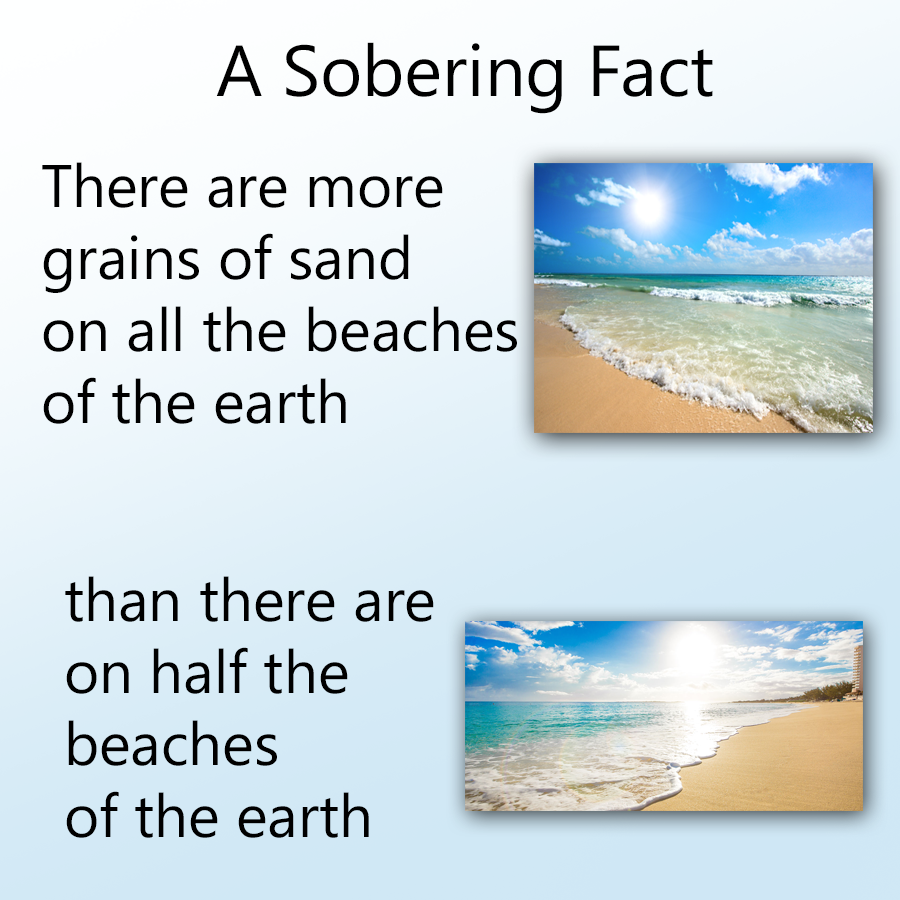 A Sobering Fact
There are more
grains of sand
on all the beaches
of the earth
than there are
on half the
beaches
of the earth